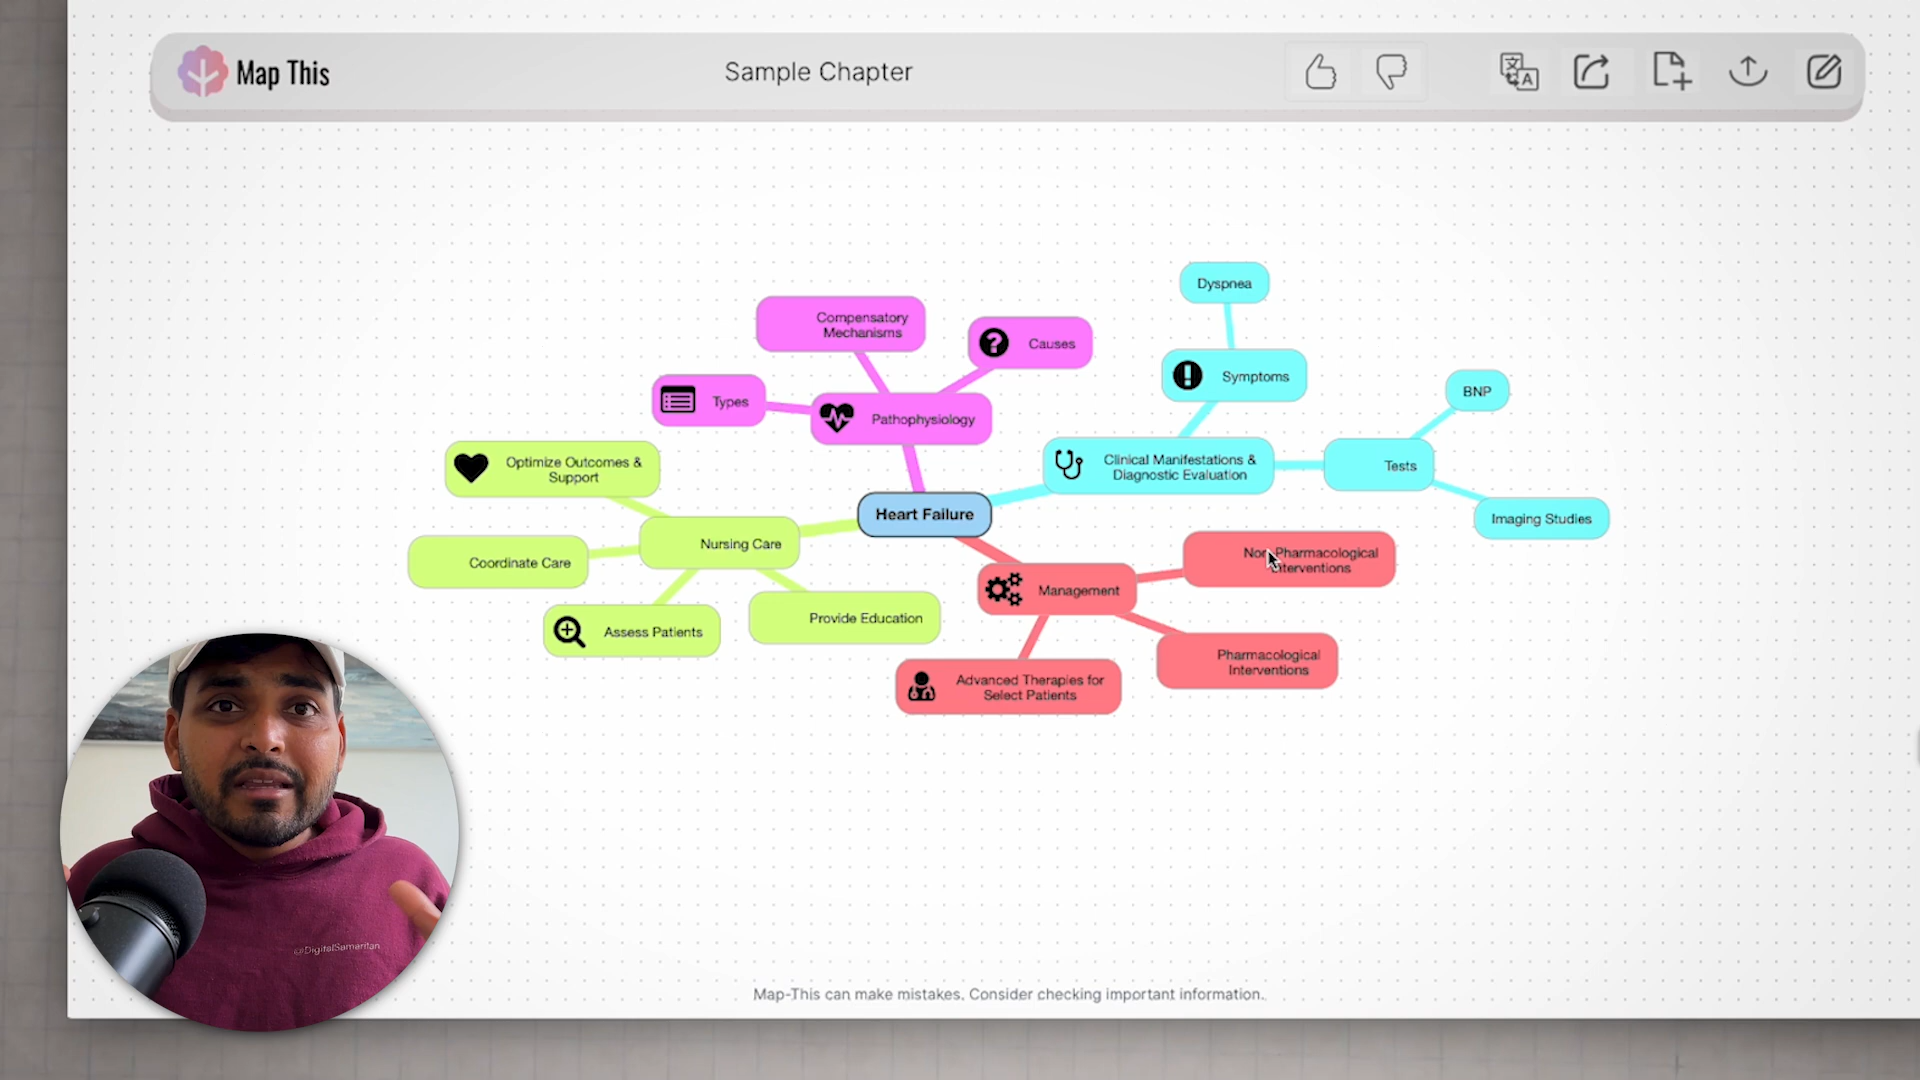 Map This
Sample Chapter
Dyspnea
Compensatory
Mechanisms
Causes
Symptoms
BNP
Types
Pathophysiology
Clinical Manifestations &
Diagnostic Evaluation
Tests
Optimize Outcomes &
Support
Heart Failure
Imaging Studies
Nursing Care
Coordinate Care
Non-Pharmacological
Interventions
Management
Assess Patients
Provide Education
Pharmacological
Interventions
Advanced Therapies for
Select Patients
@DigitalSamaritan
Map-This can make mistakes. Consider checking important information.